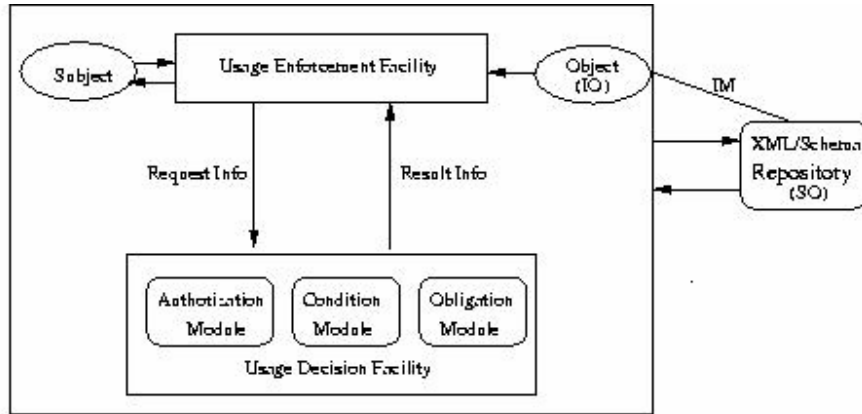 Usage Enforcement Facility
Subject
Object
(IO)
IM
XML/Schema
Repository
(SO)
Request Info
Result Info
Authorization
Module
Condition
Module
Obligation
Module
Usage Decision Facility